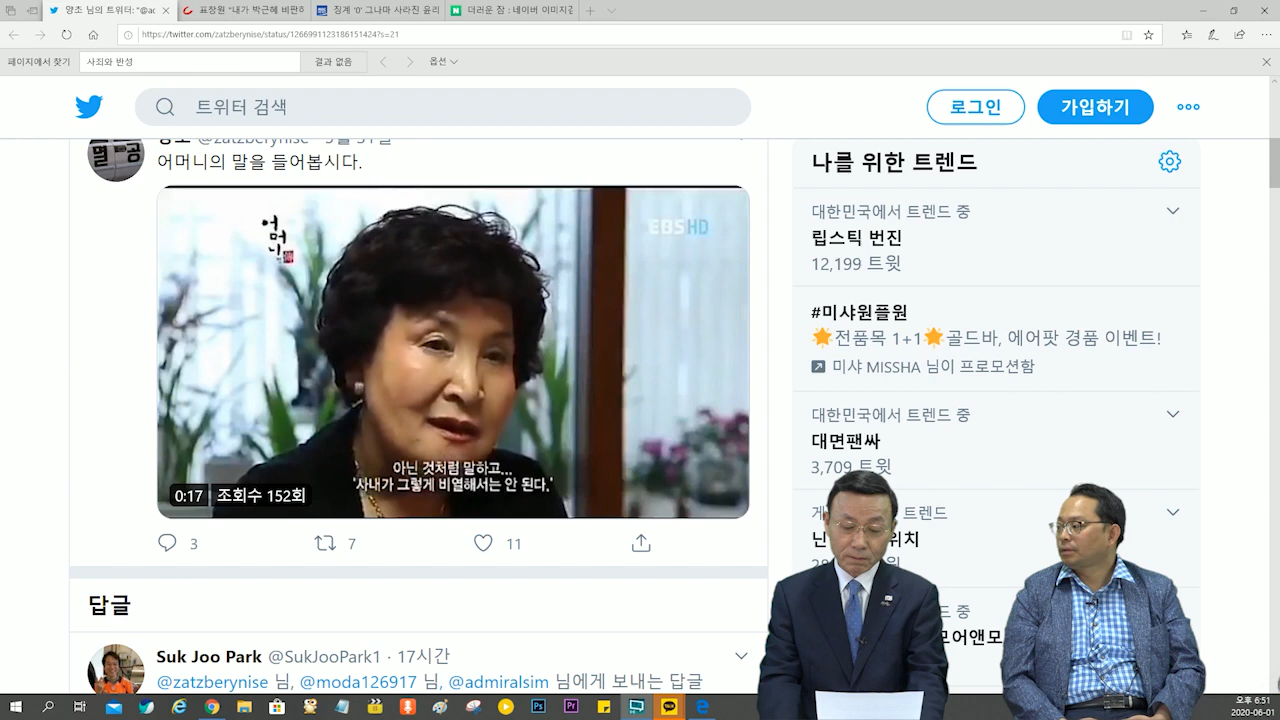 양초 님의 트위터: "@ac
표창원 "내가 박근혜 비판하
징계 '0' 그나마 사라진 윤리
더러운 잠 : 네이버 이미지검
https://twitter.com/zatzberynise/status/1266991123186151424?s=21
페이지에서 찾기
사죄와 반성
결과 없음
옵션
트위터 검색
로그인
가입하기
어머니의 말을 들어봅시다.
엄마
EBS HD
아닌 것처럼 말하고...
'사내가 그렇게 비열해서는 안 된다.'
0:17 조회수 152회
3
7
11
답글
Suk Joo Park @SukJooPark1 · 17시간
@zatzberynise 님, @moda126917 님, @admiralsim 님에게 보내는 답글
나를 위한 트렌드
대한민국에서 트렌드 중
립스틱 번진
12,199 트윗
#미샤원플원
🌟전품목 1+1🌟골드바, 에어팟 경품 이벤트!
미샤 MISSHA 님이 프로모션함
대한민국에서 트렌드 중
대면팬싸
3,709 트윗
트렌드
위치
중
모어앤모
오후 6:51
2020-06-01